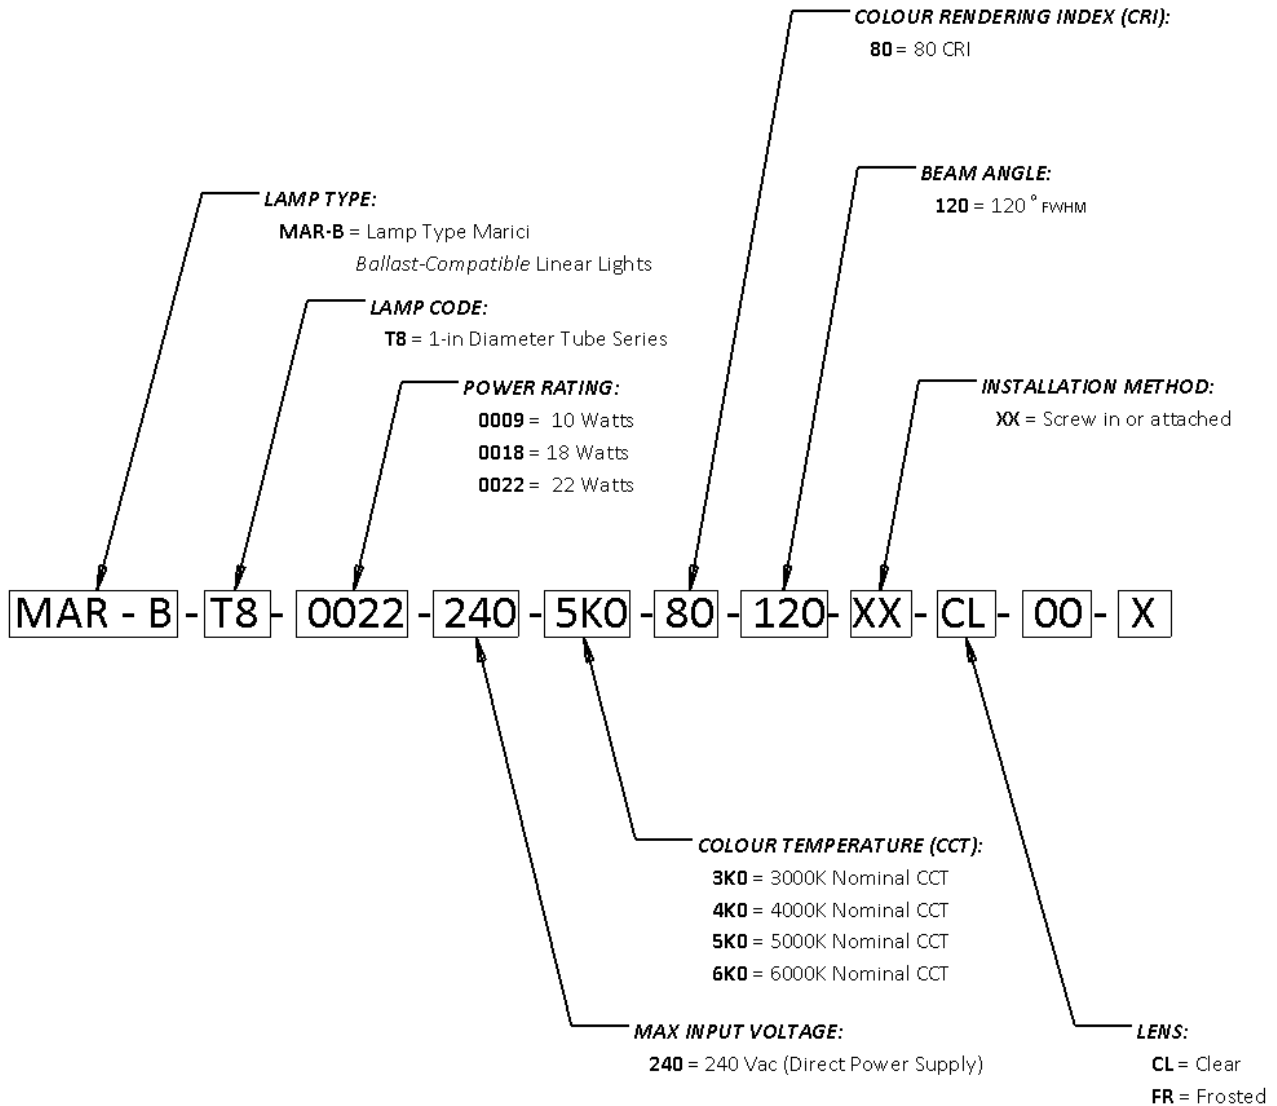 COLOUR RENDERING INDEX (CRI):
80 = 80 CRI
BEAM ANGLE:
120 = 120 ° FWHM
LAMP TYPE:
MAR-B = Lamp Type Marici
Ballast-Compatible Linear Lights
LAMP CODE:
T8 = 1-in Diameter Tube Series
POWER RATING:
0009 = 10 Watts
0018 = 18 Watts
0022 = 22 Watts
INSTALLATION METHOD:
XX = Screw in or attached
MAR - B - T8 - 0022 - 240 - 5K0 - 80 - 120 - XX - CL - 00 - X
COLOUR TEMPERATURE (CCT):
3K0 = 3000K Nominal CCT
4K0 = 4000K Nominal CCT
5K0 = 5000K Nominal CCT
6K0 = 6000K Nominal CCT
MAX INPUT VOLTAGE:
240 = 240 Vac (Direct Power Supply)
LENS:
CL = Clear
FR = Frosted